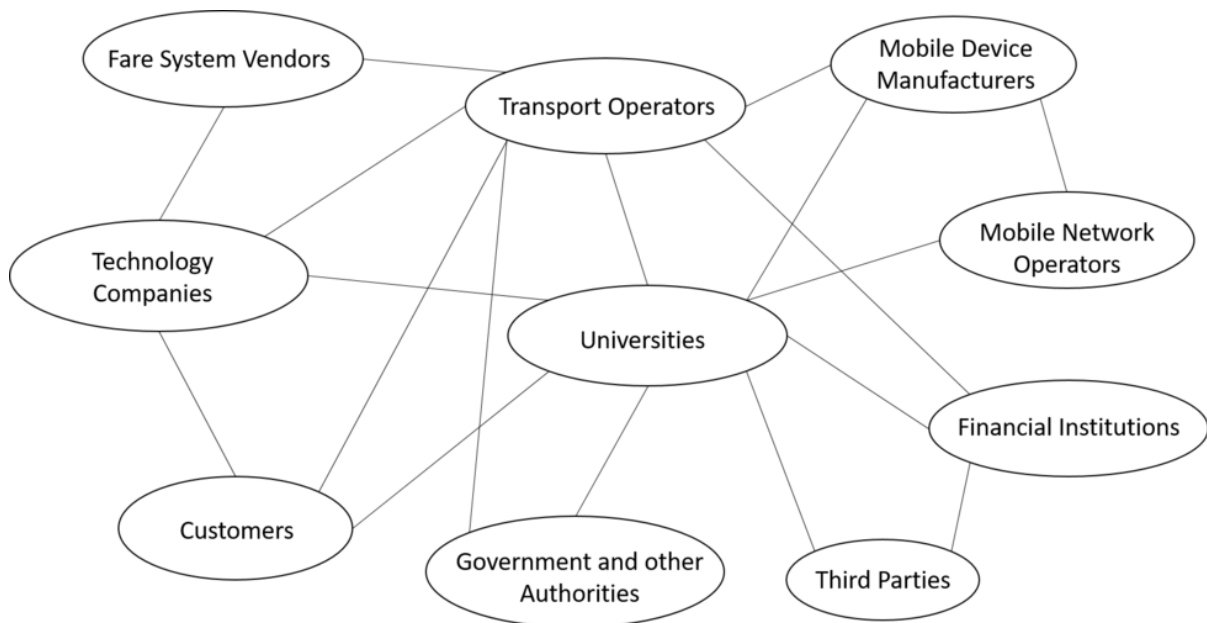 Fare System Vendors
Transport Operators
Mobile Device
Manufacturers
Technology
Companies
Mobile Network
Operators
Universities
Financial Institutions
Customers
Government and other
Authorities
Third Parties